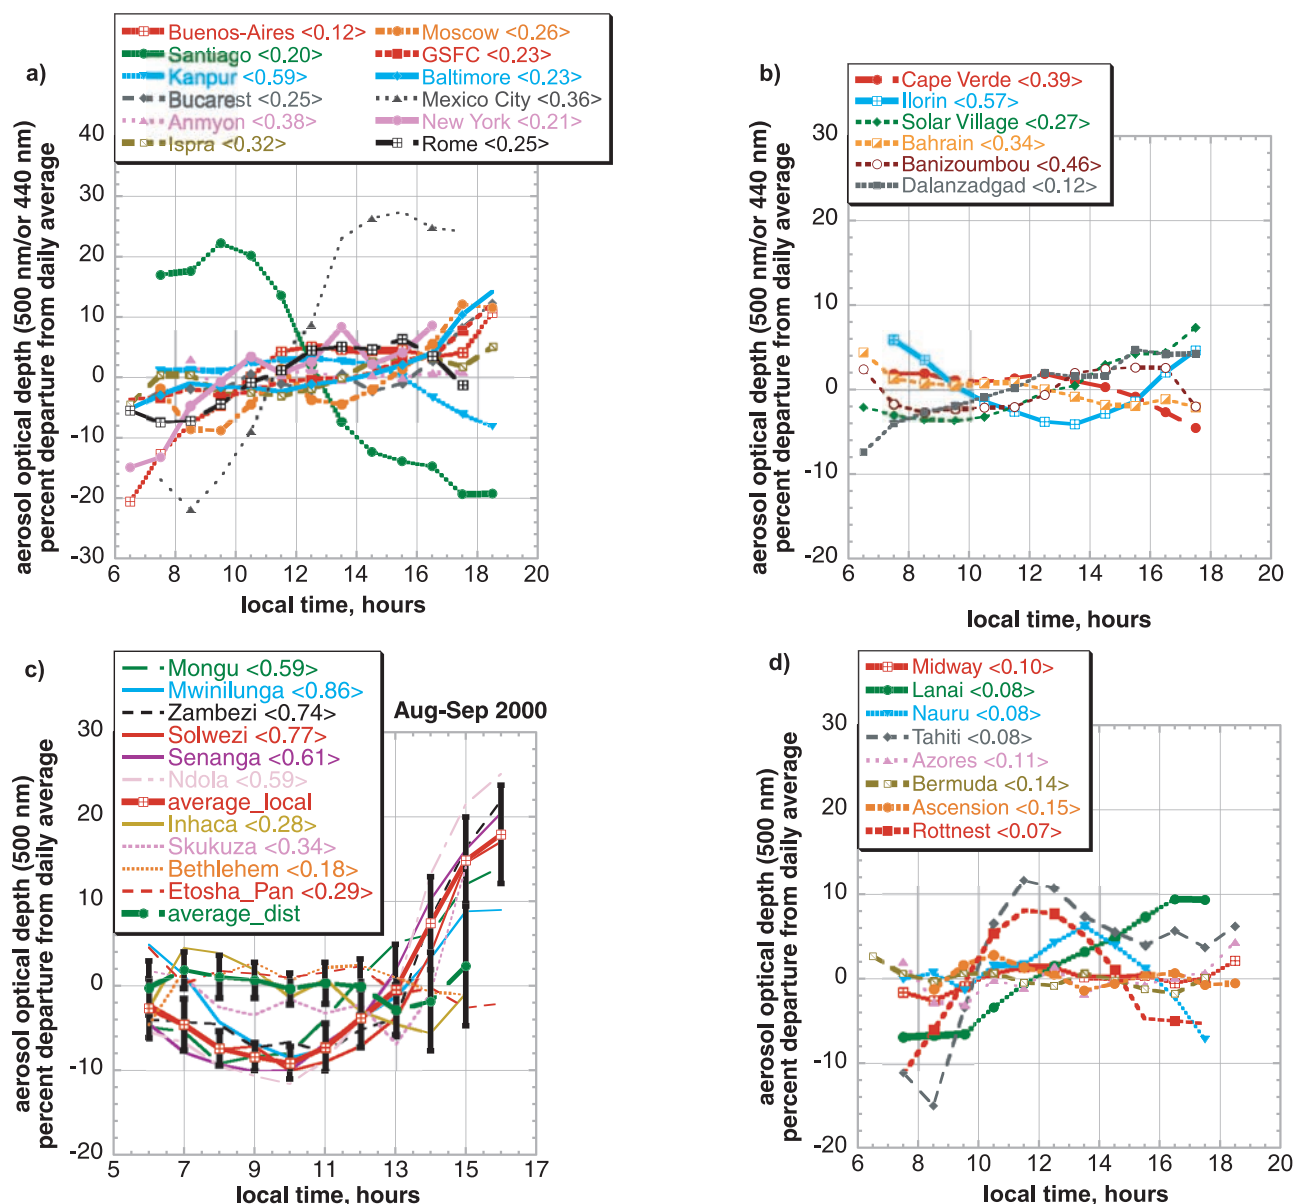 a)
Buenos-Aires <0.12>
Santiago <0.20>
Kanpur <0.59>
Bucarest <0.25>
Anmyon <0.38>
Ispra <0.32>
Moscow <0.26>
GSFC <0.23>
Baltimore <0.23>
Mexico City <0.36>
New York <0.21>
Rome <0.25>
aerosol optical depth (500 nm/or 440 nm)
percent departure from daily average
40
30
20
10
0
-10
-20
-30
6 8 10 12 14 16 18 20
local time, hours
b)
Cape Verde <0.39>
Ilorin <0.57>
Solar Village <0.27>
Bahrain <0.34>
Banizoumbou <0.46>
Dalanzadgad <0.12>
aerosol optical depth (500 nm/or 440 nm)
percent departure from daily average
30
20
10
0
-10
-20
6 8 10 12 14 16 18 20
local time, hours
c)
Mongu <0.59>
Mwinilunga <0.86>
Zambezi <0.74>
Solwezi <0.77>
Senanga <0.61>
Ndola <0.59>
average_local
Inhaca <0.28>
Skukuza <0.34>
Bethlehem <0.18>
Etosha_Pan <0.29>
average_dist
Aug-Sep 2000
aerosol optical depth (500 nm)
percent departure from daily average
30
20
10
0
-10
-20
5 7 9 11 13 15 17
local time, hours
d)
Midway <0.10>
Lanai <0.08>
Nauru <0.08>
Tahiti <0.08>
Azores <0.11>
Bermuda <0.14>
Ascension <0.15>
Rottnest <0.07>
aerosol optical depth (500 nm)
percent departure from daily average
30
20
10
0
-10
-20
6 8 10 12 14 16 18 20
local time, hours